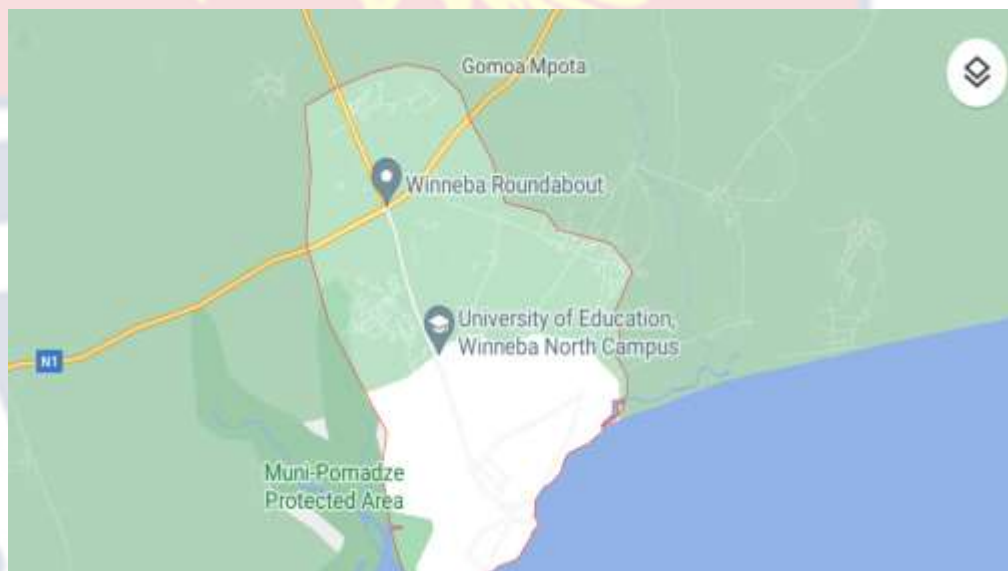 Gomoa Mpota
Winneba Roundabout
University of Education,
Winneba North Campus
N1
Muni-Pomadze
Protected Area